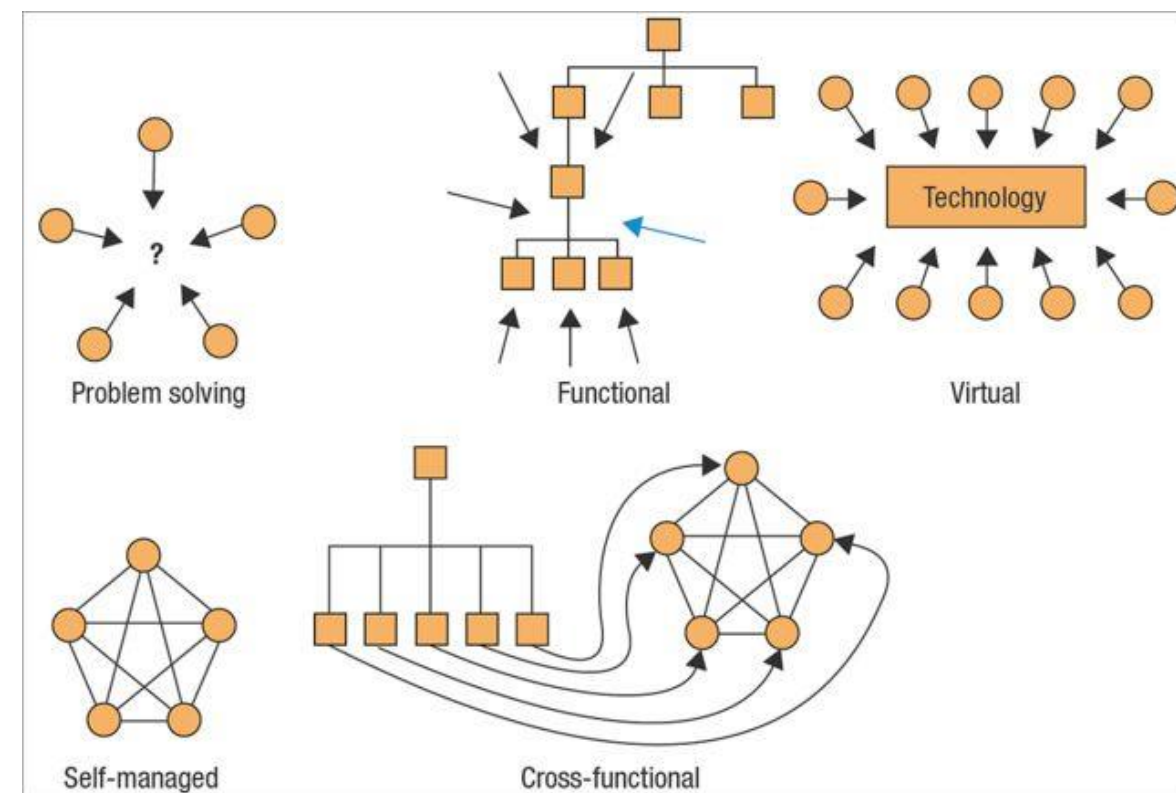 Technology
?
Problem solving
Functional
Virtual
Self-managed
Cross-functional